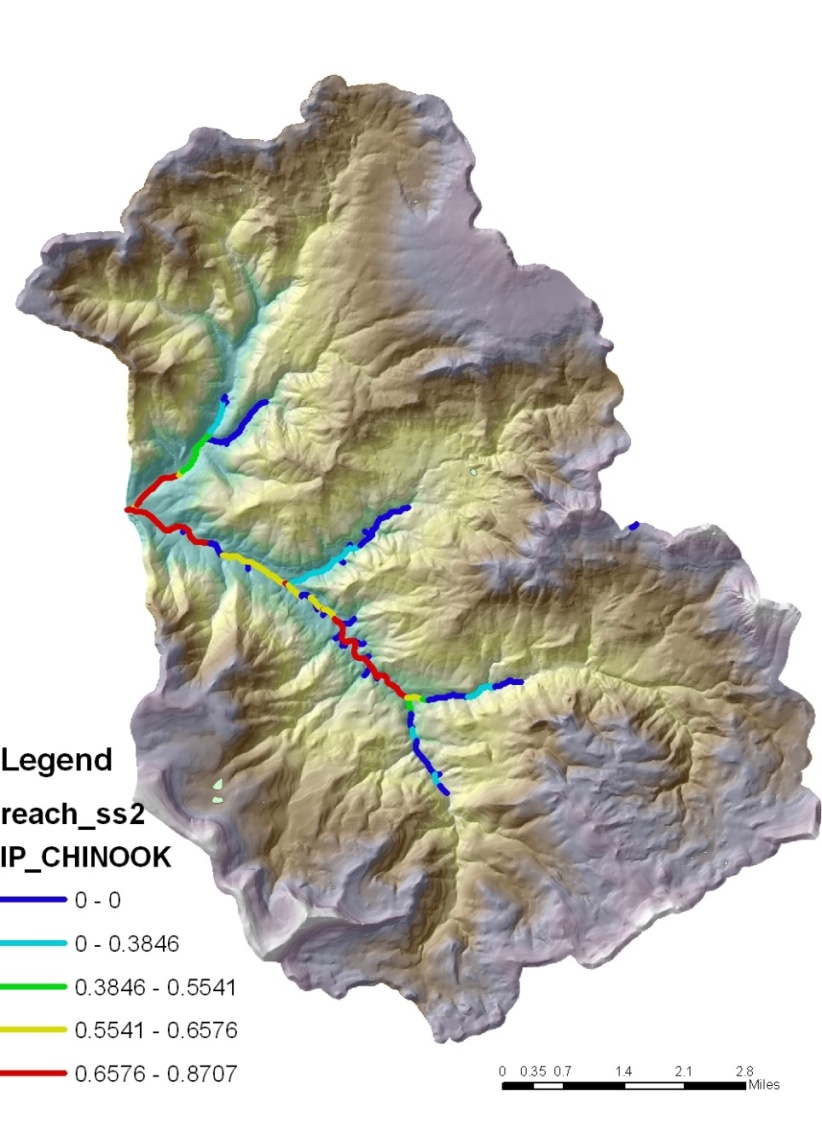 Legend
reach_ss2
IP_CHINOOK
0 - 0
0 - 0.3846
0.3846 - 0.5541
0.5541 - 0.6576
0.6576 - 0.8707
0 0.35 0.7 1.4 2.1 2.8
Miles